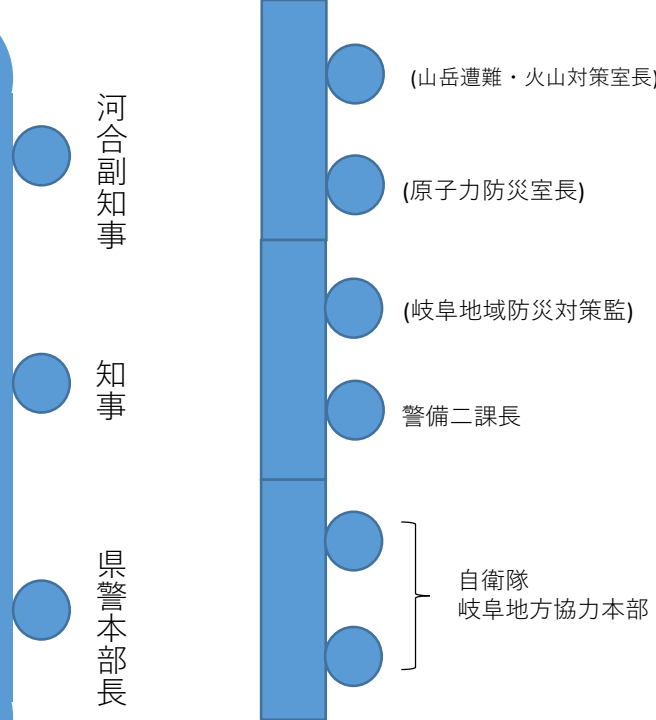 河合副知事
知事
県警本部長
(山岳遭難・火山対策室長)
(原子力防災室長)
(岐阜地域防災対策監)
警備二課長
自衛隊
岐阜地方協力本部